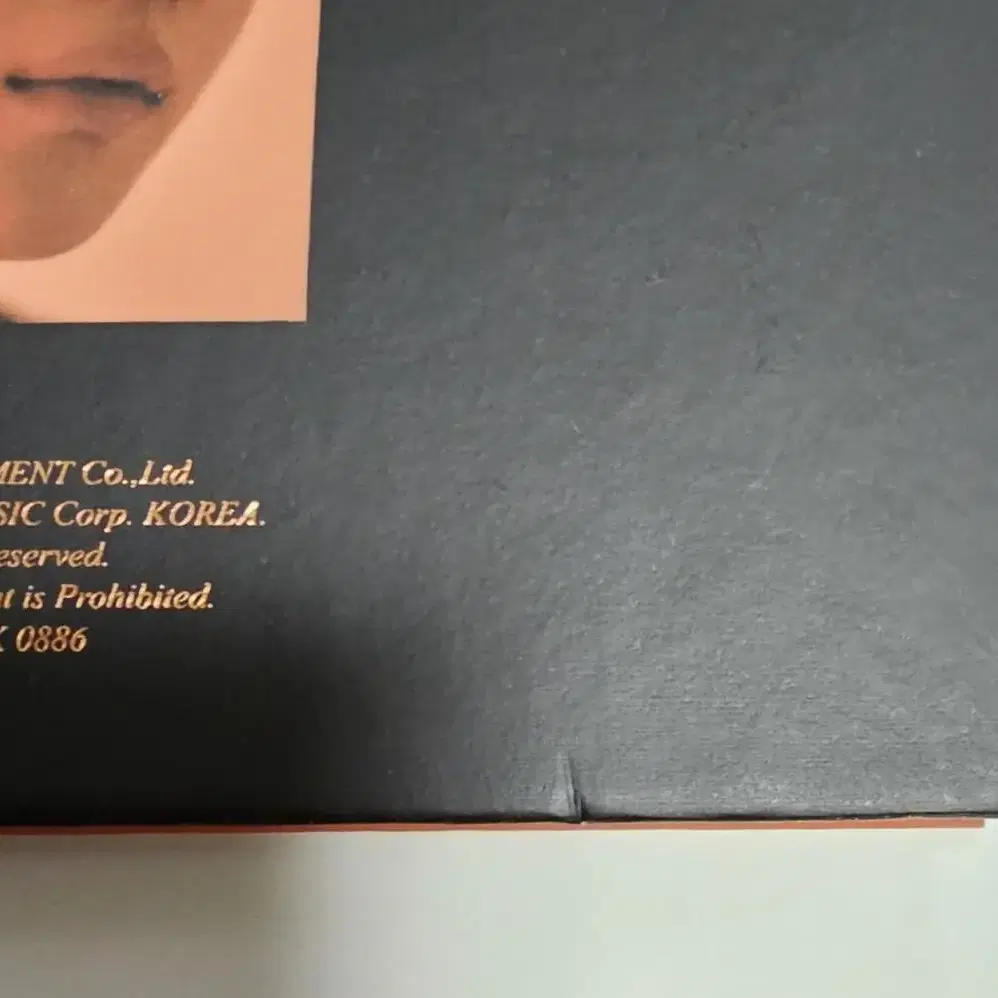 MENT Co.,Ltd.
SIC Corp. KOREA.
eserved.
t is Prohibited.
K 0886